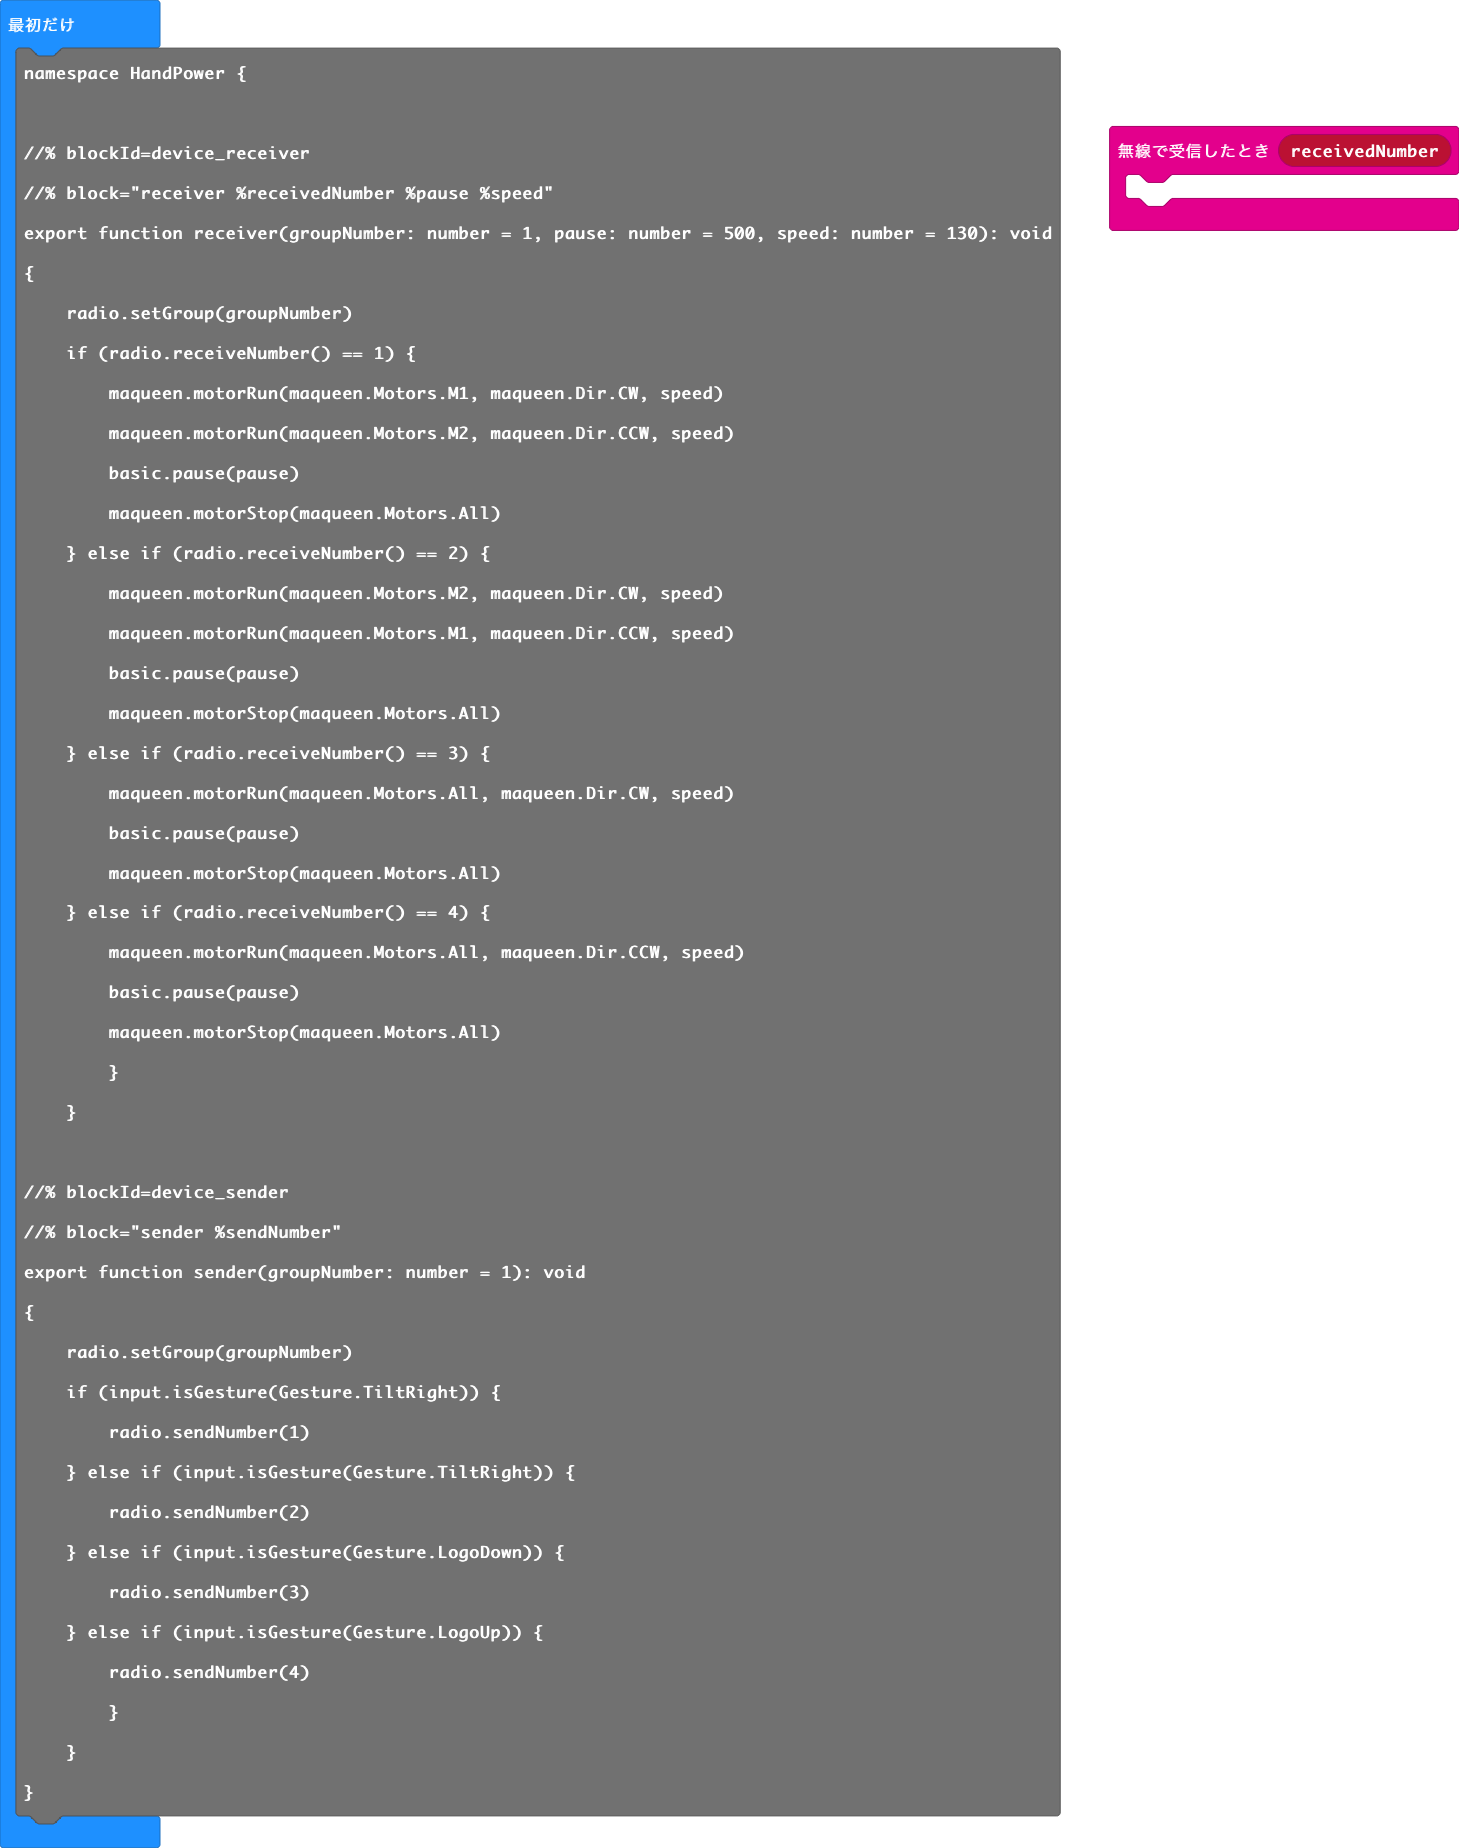 最初だけ
namespace HandPower {
//% blockId=device_receiver
//% block="receiver %receivedNumber %pause %speed"
export function receiver(groupNumber: number = 1, pause: number = 500, speed: number = 130): void
{
    radio.setGroup(groupNumber)
    if (radio.receiveNumber() == 1) {
        maqueen.motorRun(maqueen.Motors.M1, maqueen.Dir.CW, speed)
        maqueen.motorRun(maqueen.Motors.M2, maqueen.Dir.CCW, speed)
        basic.pause(pause)
        maqueen.motorStop(maqueen.Motors.All)
    } else if (radio.receiveNumber() == 2) {
        maqueen.motorRun(maqueen.Motors.M2, maqueen.Dir.CW, speed)
        maqueen.motorRun(maqueen.Motors.M1, maqueen.Dir.CCW, speed)
        basic.pause(pause)
        maqueen.motorStop(maqueen.Motors.All)
    } else if (radio.receiveNumber() == 3) {
        maqueen.motorRun(maqueen.Motors.All, maqueen.Dir.CW, speed)
        basic.pause(pause)
        maqueen.motorStop(maqueen.Motors.All)
    } else if (radio.receiveNumber() == 4) {
        maqueen.motorRun(maqueen.Motors.All, maqueen.Dir.CCW, speed)
        basic.pause(pause)
        maqueen.motorStop(maqueen.Motors.All)
        }
    }
//% blockId=device_sender
//% block="sender %sendNumber"
export function sender(groupNumber: number = 1): void
{
    radio.setGroup(groupNumber)
    if (input.isGesture(Gesture.TiltRight)) {
        radio.sendNumber(1)
    } else if (input.isGesture(Gesture.TiltRight)) {
        radio.sendNumber(2)
    } else if (input.isGesture(Gesture.LogoDown)) {
        radio.sendNumber(3)
    } else if (input.isGesture(Gesture.LogoUp)) {
        radio.sendNumber(4)
        }
    }
}
無線で受信したとき receivedNumber